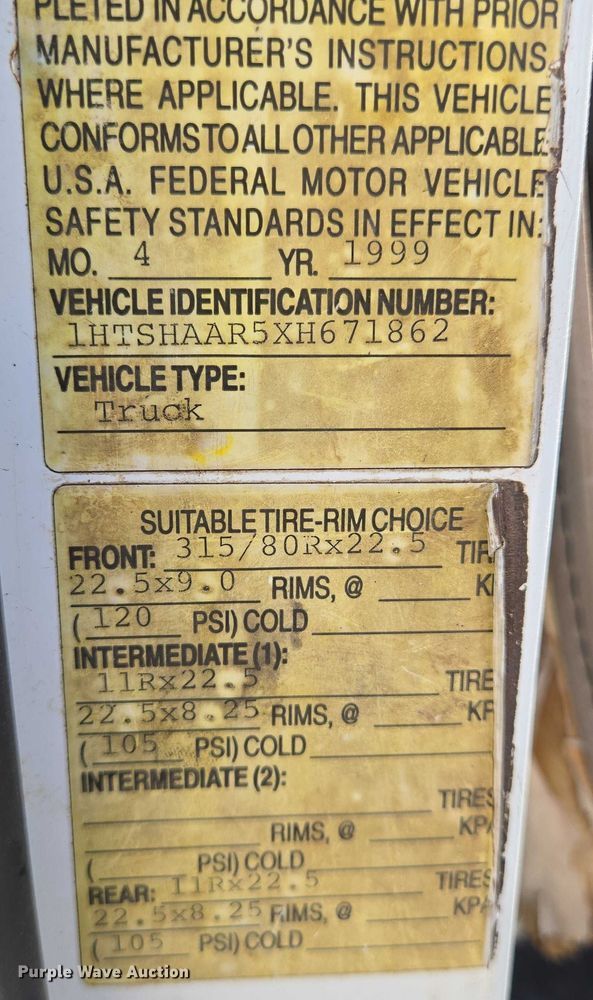 PLETED IN ACCORDANCE WITH PRIOR
MANUFACTURER'S INSTRUCTIONS,
WHERE APPLICABLE. THIS VEHICLE
CONFORMS TO ALL OTHER APPLICABLE
U.S.A. FEDERAL MOTOR VEHICLE
SAFETY STANDARDS IN EFFECT IN:
MO. 4 YR. 1999
VEHICLE IDENTIFICATION NUMBER:
1HTSHAAR5XH671862
VEHICLE TYPE:
Truck
SUITABLE TIRE-RIM CHOICE
FRONT: 315/80Rx22.5 TIR
22.5x9.0 RIMS, @ K
(120 PSI) COLD
INTERMEDIATE (1):
11Rx22.5 TIRE
22.5x8.25 RIMS, @ KP
(105 PSI) COLD
INTERMEDIATE (2):
TIRES
RIMS, @ KPA
( PSI) COLD
REAR: 11Rx22.5 TIRES
22.5x8.25 RIMS, @ KPA
(105 PSI) COLD
Purple Wave Auction